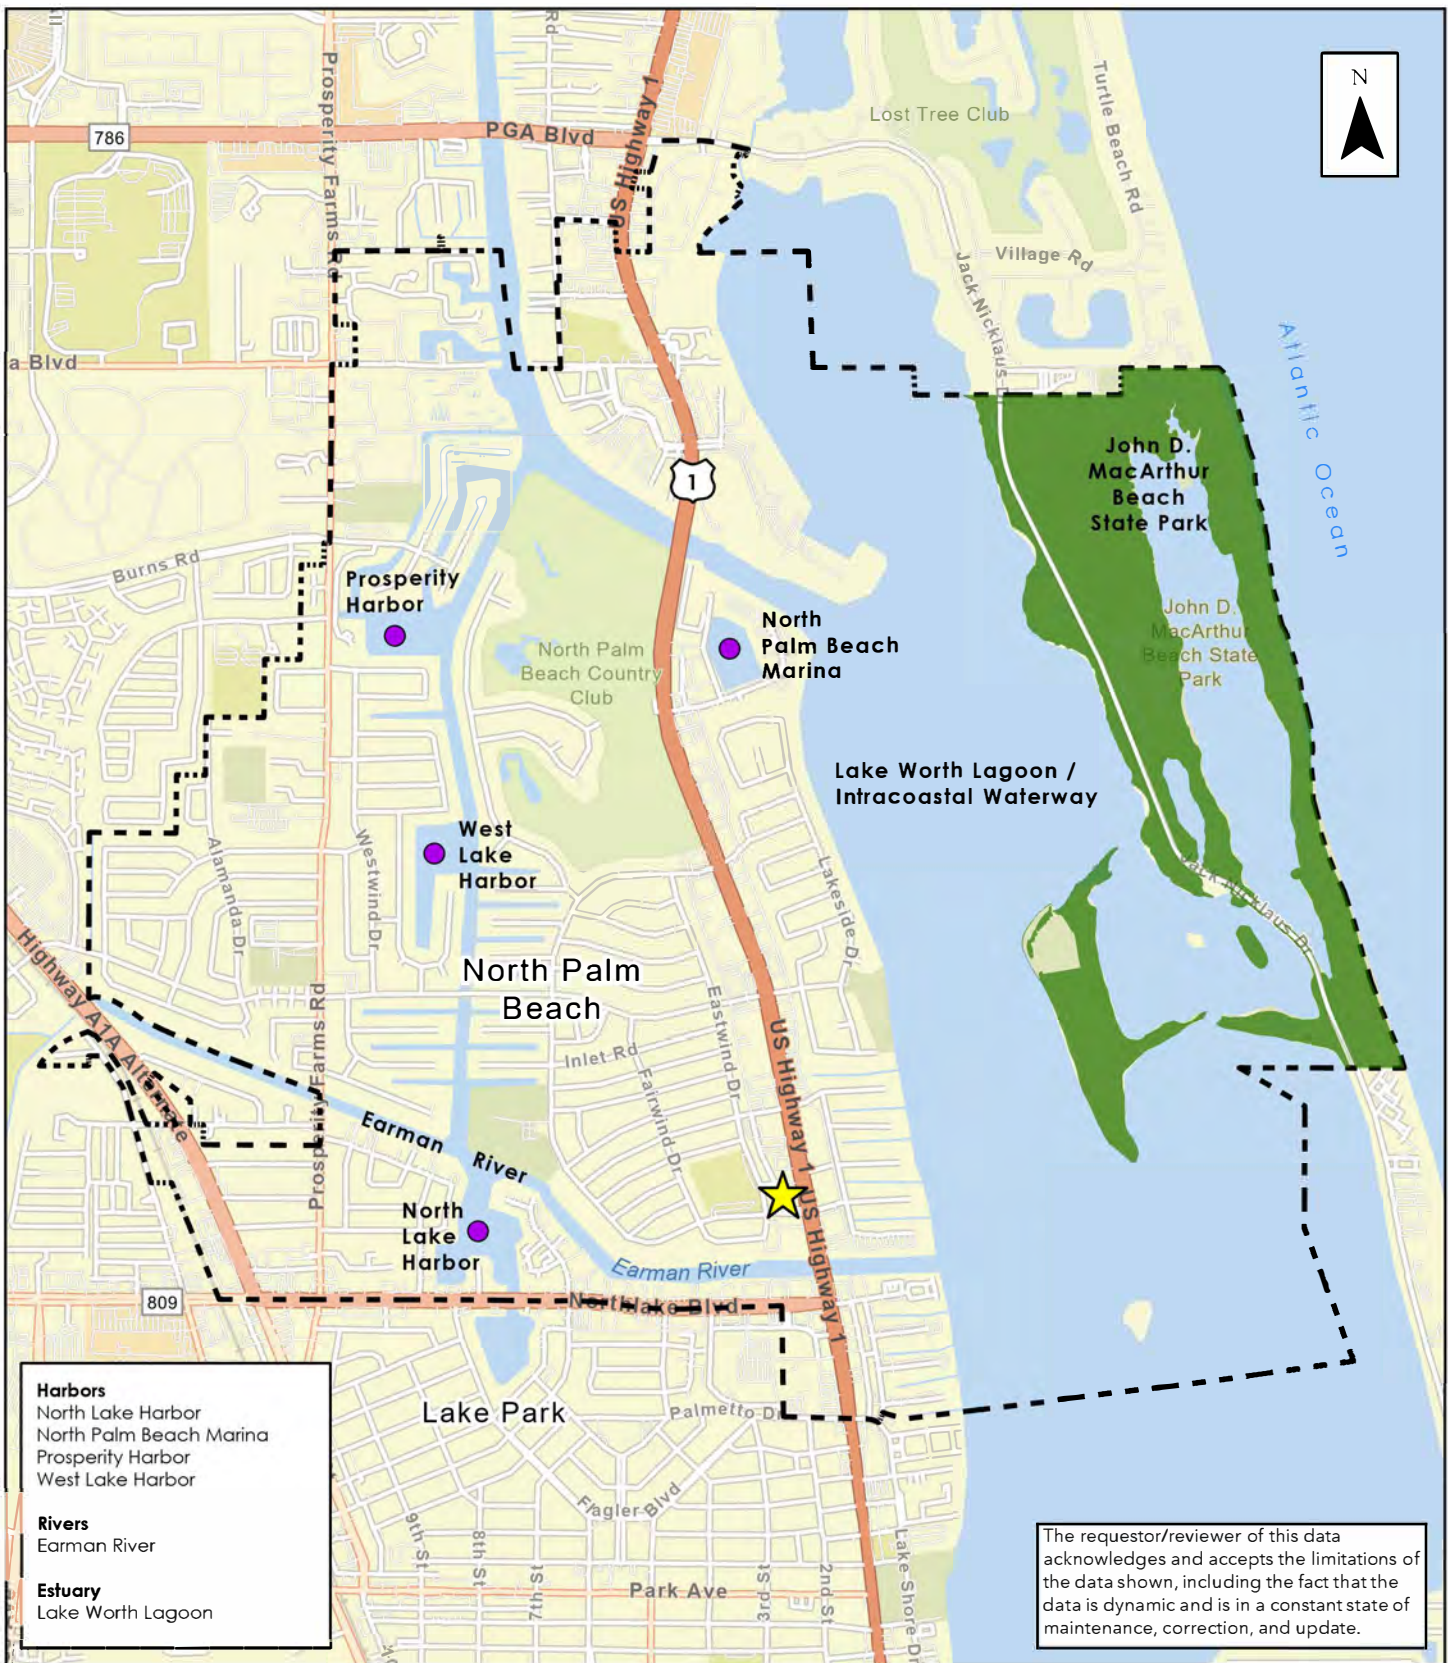 N
Lost Tree Club
Turtle Beach Rd
Prosperity Farms Rd
Rd
US Highway 1
786
PGA Blvd
Village Rd
Jack Nicklaus Dr
a Blvd
Atlantic Ocean
John D.
MacArthur
Beach
State Park
1
Burns Rd
Prosperity
Harbor
North
Palm Beach
Marina
North Palm
Beach Country
Club
John D.
MacArthur
Beach State
Park
Lake Worth Lagoon /
Intracoastal Waterway
West
Lake
Harbor
Alamanda Dr
Westwind Dr
Lakeside Dr
Jack Nicklaus Dr
Highway A1A Alternate
North Palm
Beach
Prosperity Farms Rd
Eastwind Dr
US Highway 1
Inlet Rd
Fairwind Dr
Earman River
US Highway 1
North
Lake
Harbor
Earman River
809
Northlake Blvd
Lake Park
Palmetto Dr
Flagler Blvd
9th St
8th St
7th St
Park Ave
3rd St
2nd St
Lake Shore Dr
Harbors
North Lake Harbor
North Palm Beach Marina
Prosperity Harbor
West Lake Harbor
Rivers
Earman River
Estuary
Lake Worth Lagoon
The requestor/reviewer of this data
acknowledges and accepts the limitations of
the data shown, including the fact that the
data is dynamic and is in a constant state of
maintenance, correction, and update.